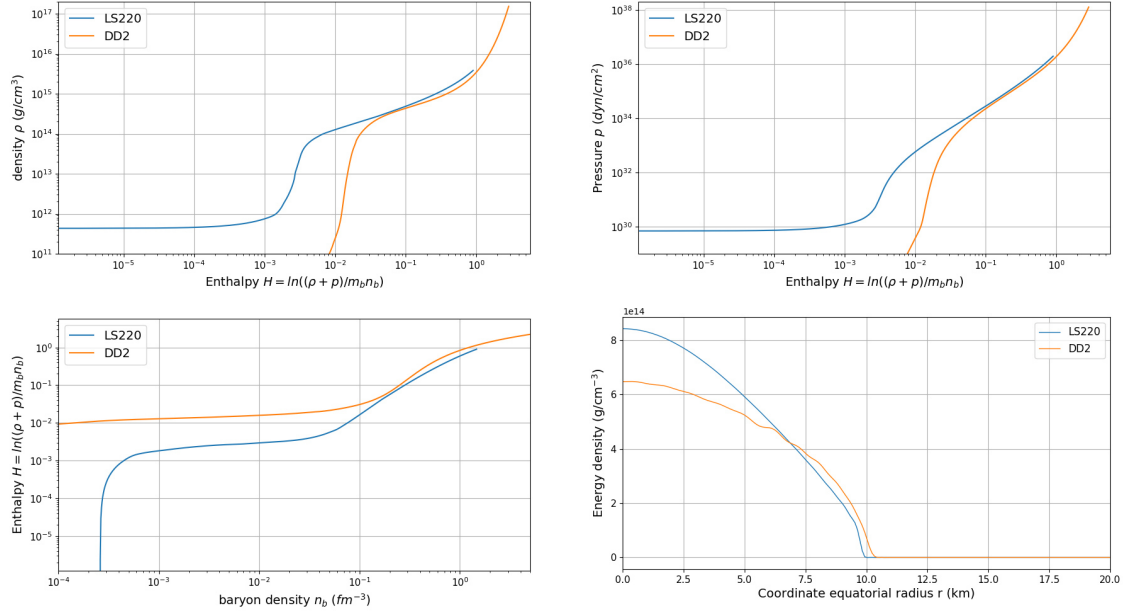 LS220
DD2
10^17
10^16
10^15
10^14
10^13
10^12
10^11
density ρ (g/cm^3)
10^−5 10^−4 10^−3 10^−2 10^−1 10^0
Enthalpy H = ln((ρ + p)/m_b n_b)
LS220
DD2
10^38
10^36
10^34
10^32
10^30
Pressure p (dyn/cm^2)
10^−5 10^−4 10^−3 10^−2 10^−1 10^0
Enthalpy H = ln((ρ + p)/m_b n_b)
LS220
DD2
10^0
10^−1
10^−2
10^−3
10^−4
10^−5
Enthalpy H = ln((ρ + p)/m_b n_b)
10^−4 10^−3 10^−2 10^−1 10^0
baryon density n_b (fm^−3)
1e14
LS220
DD2
8
6
4
2
0
Energy density (g/cm^−3)
0.0 2.5 5.0 7.5 10.0 12.5 15.0 17.5 20.0
Coordinate equatorial radius r (km)